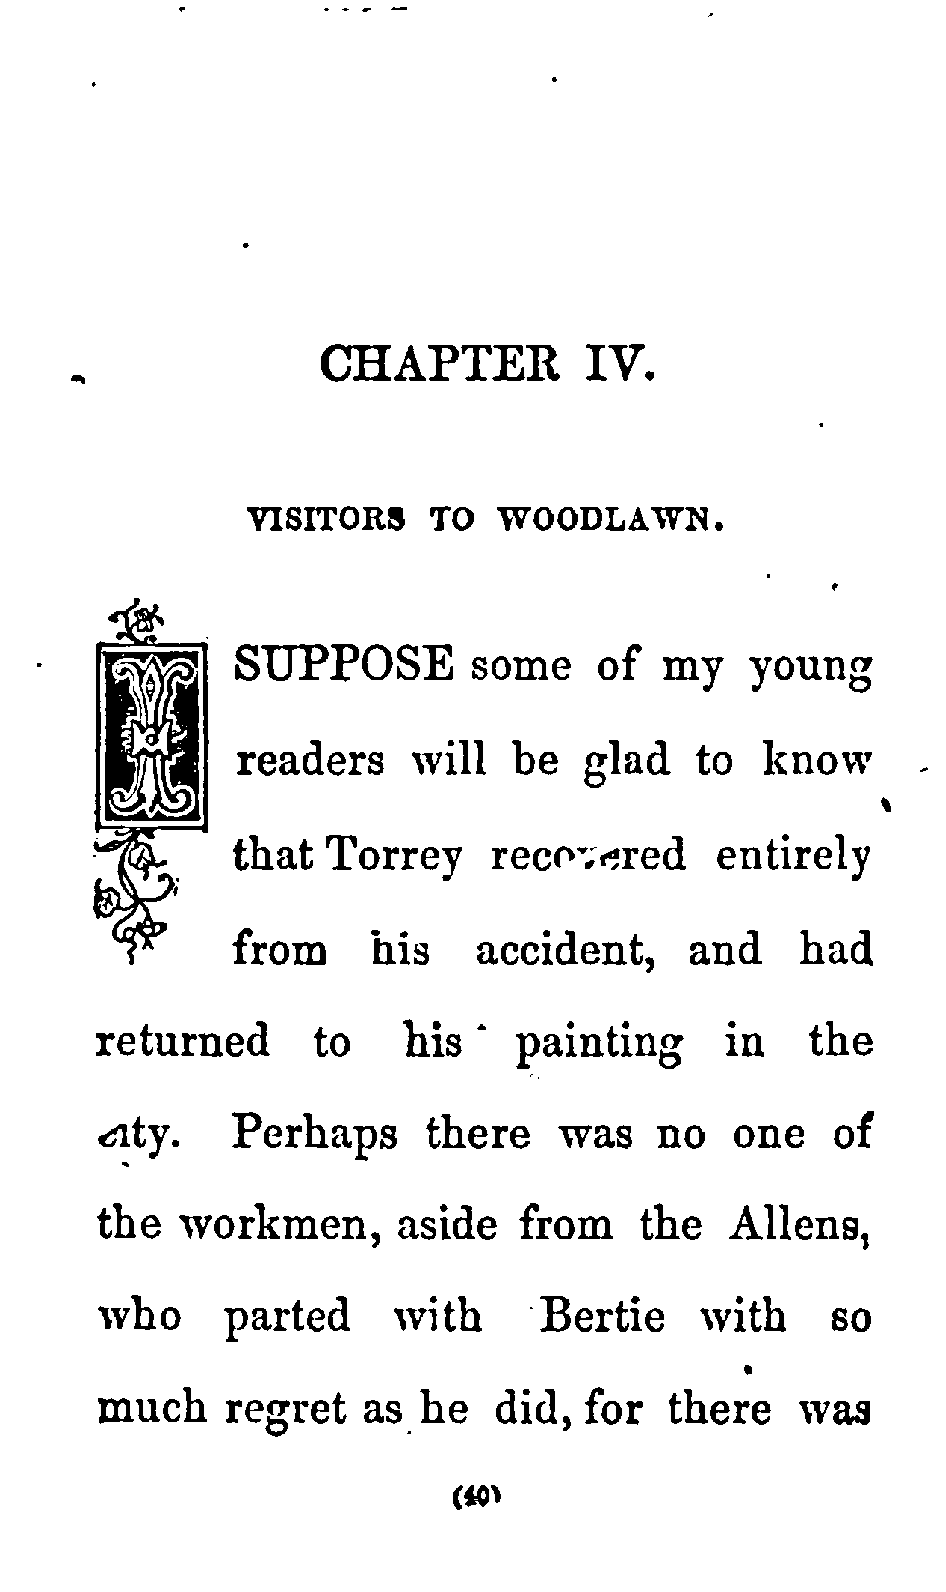 CHAPTER IV.
VISITORS TO WOODLAWN.
I SUPPOSE some of my young
readers will be glad to know
that Torrey recovered entirely
from his accident, and had
returned to his painting in the
city. Perhaps there was no one of
the workmen, aside from the Allens,
who parted with Bertie with so
much regret as he did, for there was
(40)